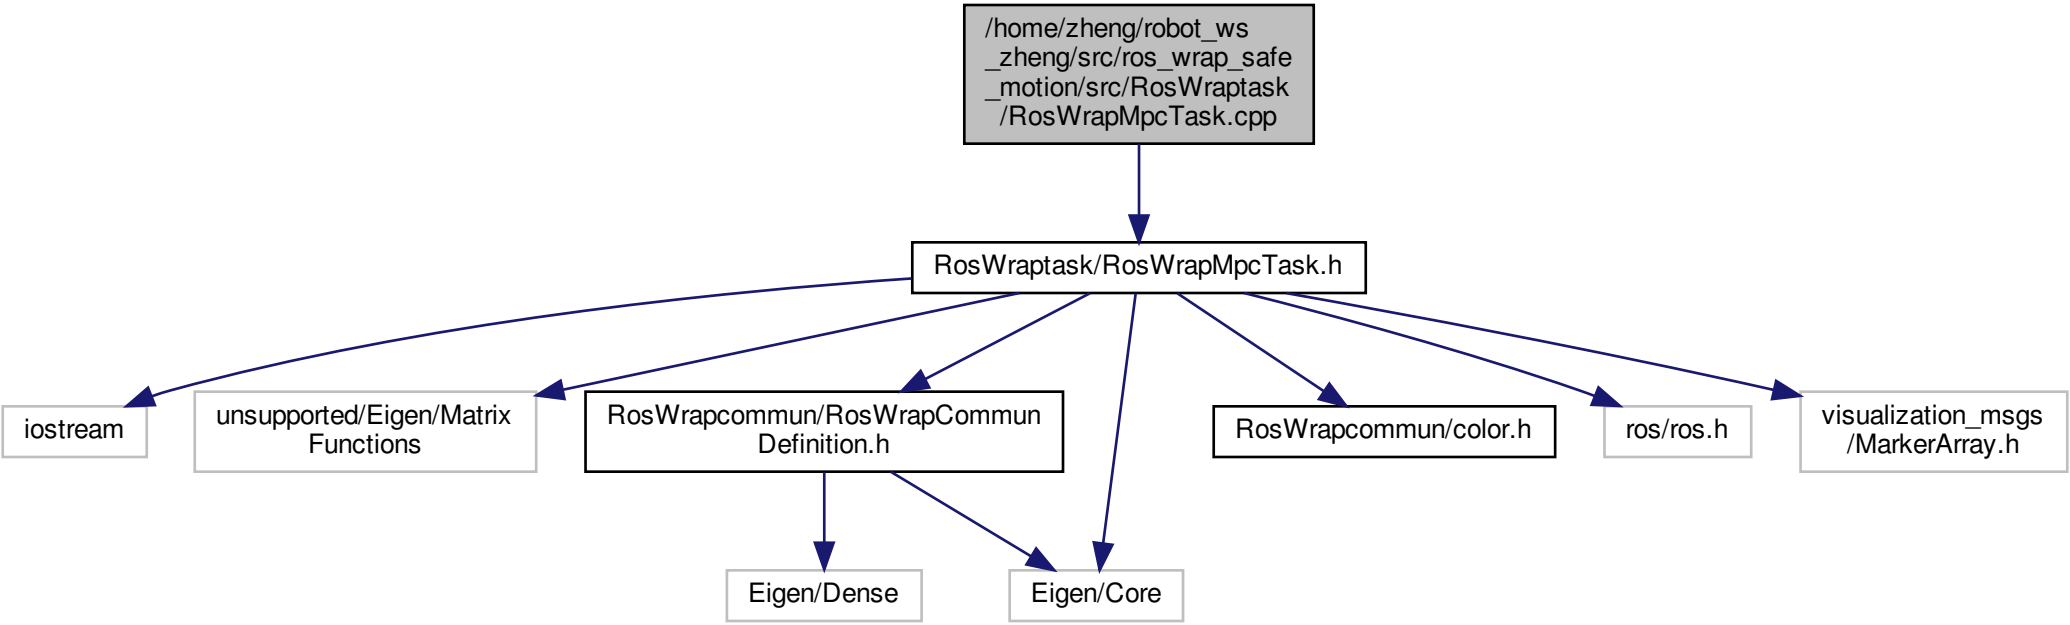 /home/zheng/robot_ws
_zheng/src/ros_wrap_safe
_motion/src/RosWraptask
/RosWrapMpcTask.cpp
RosWraptask/RosWrapMpcTask.h
iostream
unsupported/Eigen/Matrix
Functions
RosWrapcommun/RosWrapCommun
Definition.h
RosWrapcommun/color.h
ros/ros.h
visualization_msgs
/MarkerArray.h
Eigen/Dense
Eigen/Core